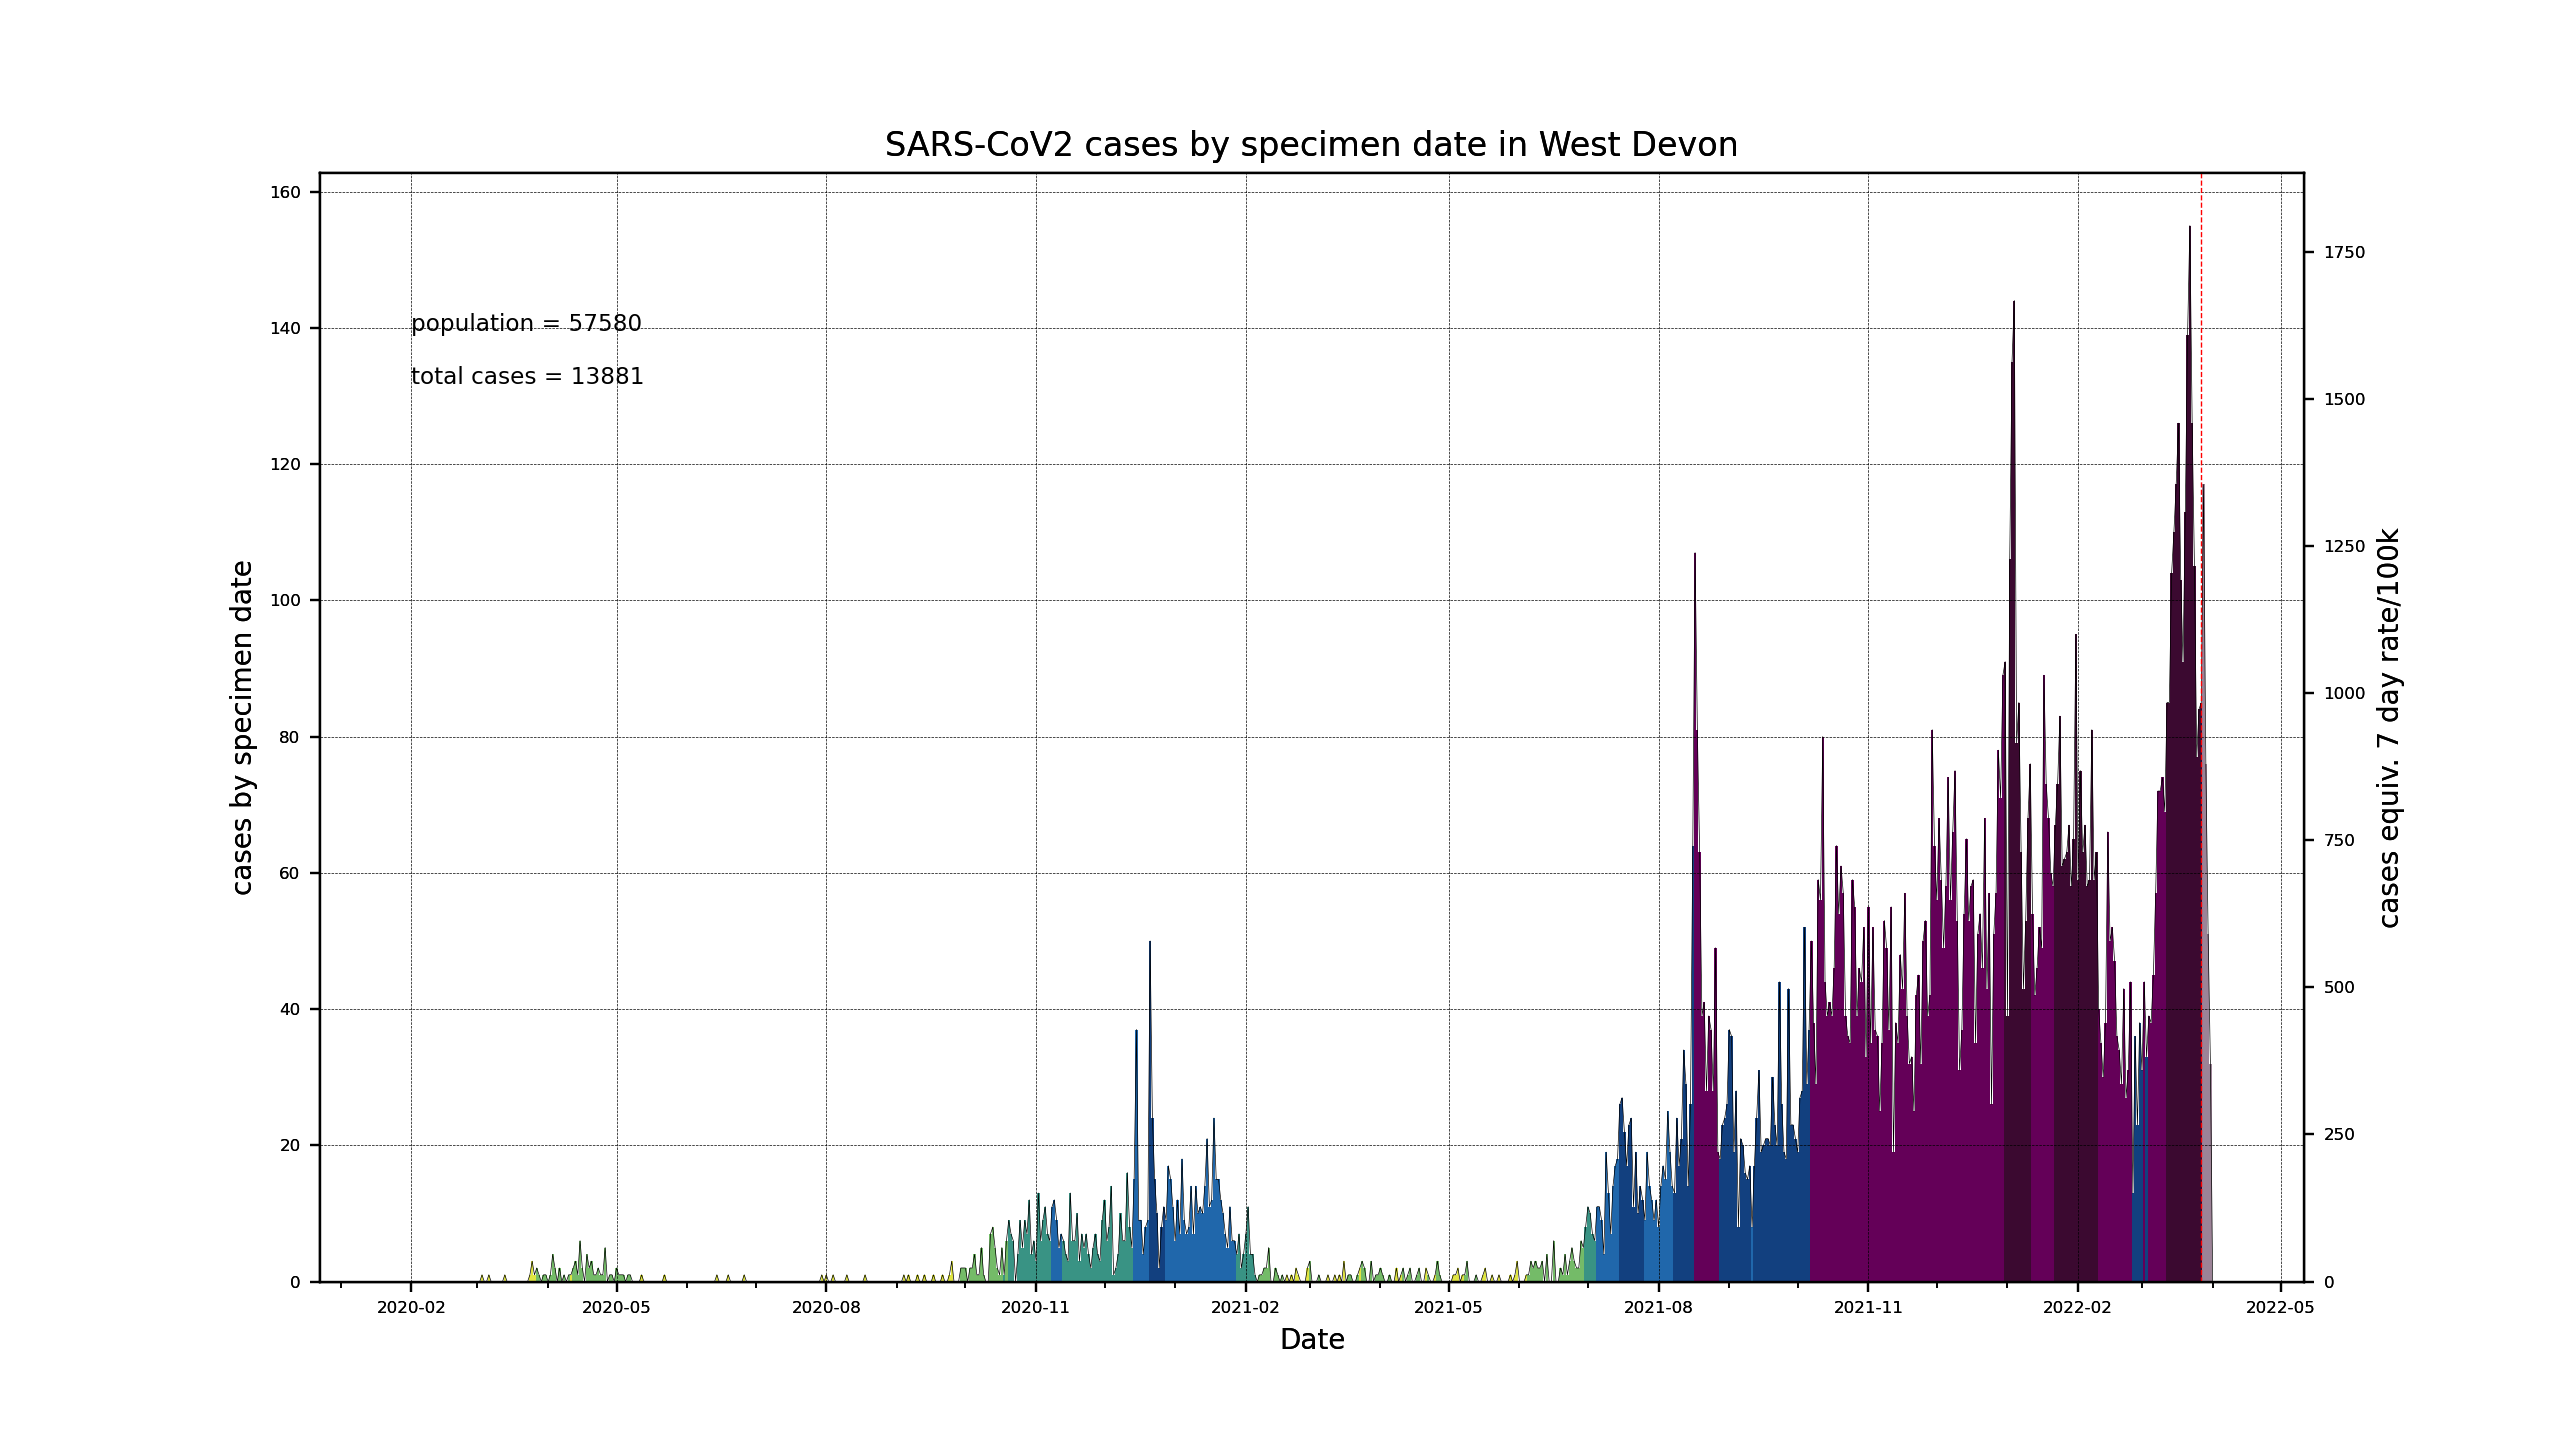 SARS-CoV2 cases by specimen date in West Devon
population = 57580
total cases = 13881
cases by specimen date
160
140
120
100
80
60
40
20
0
1750
1500
1250
1000
750
500
250
0
cases equiv. 7 day rate/100k
2020-02 2020-05 2020-08 2020-11 2021-02 2021-05 2021-08 2021-11 2022-02 2022-05
Date